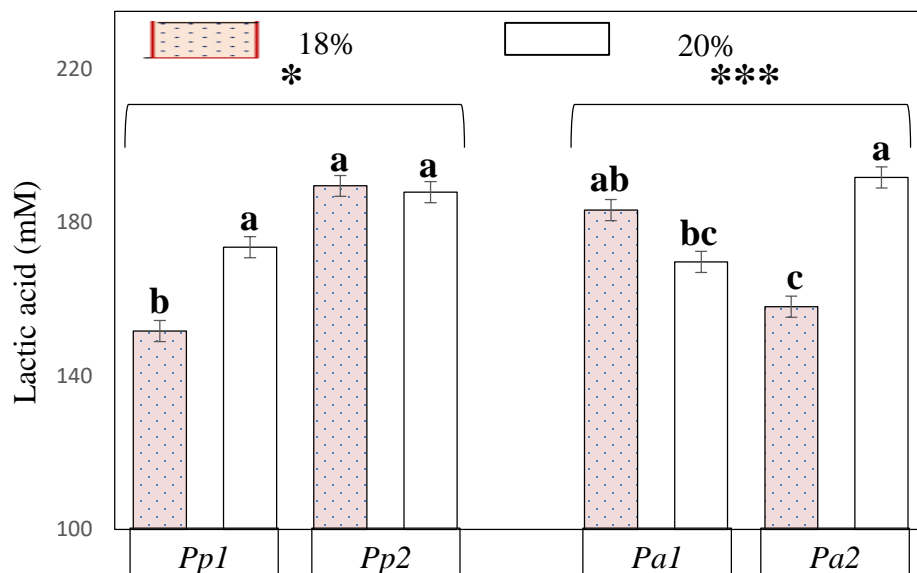 18% 20%
220
* ***
a a a
ab
180
a
bc
b c
140
100
Pp1 Pp2 Pa1 Pa2
Lactic acid (mM)